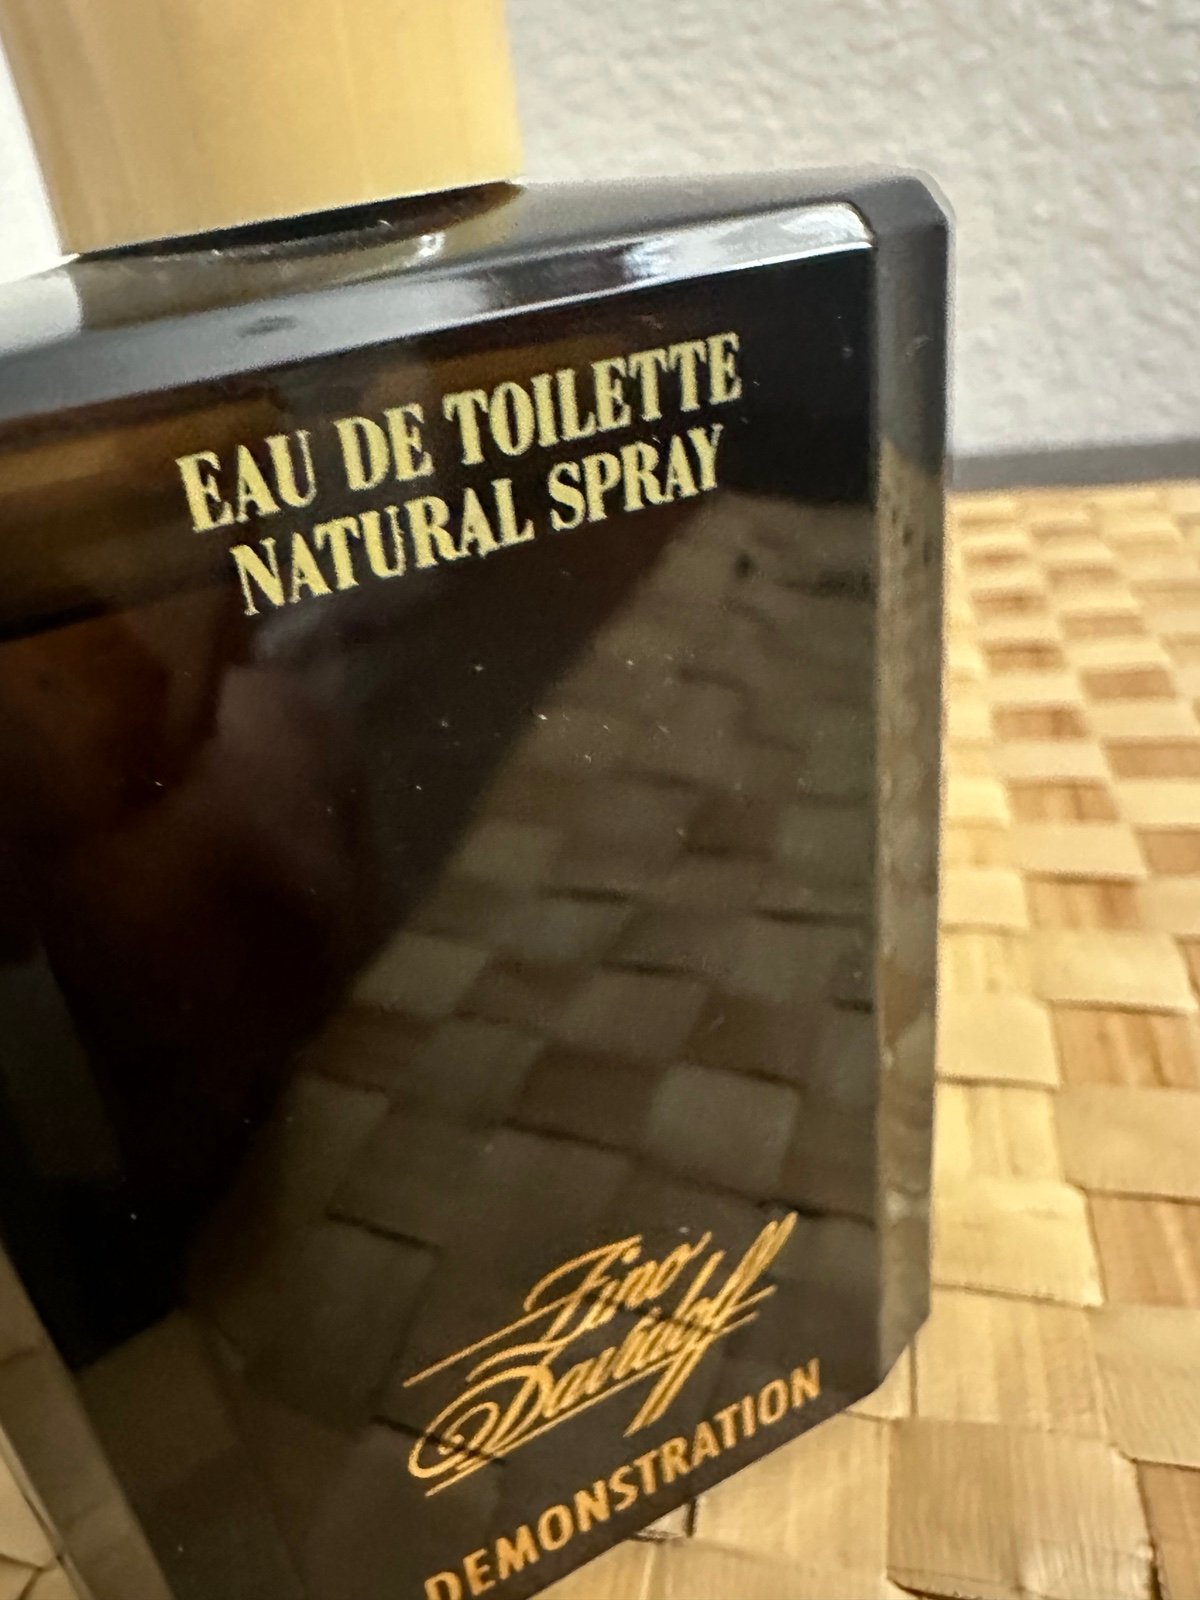 EAU DE TOILETTE
NATURAL SPRAY
Zino
Davidoff
DEMONSTRATION